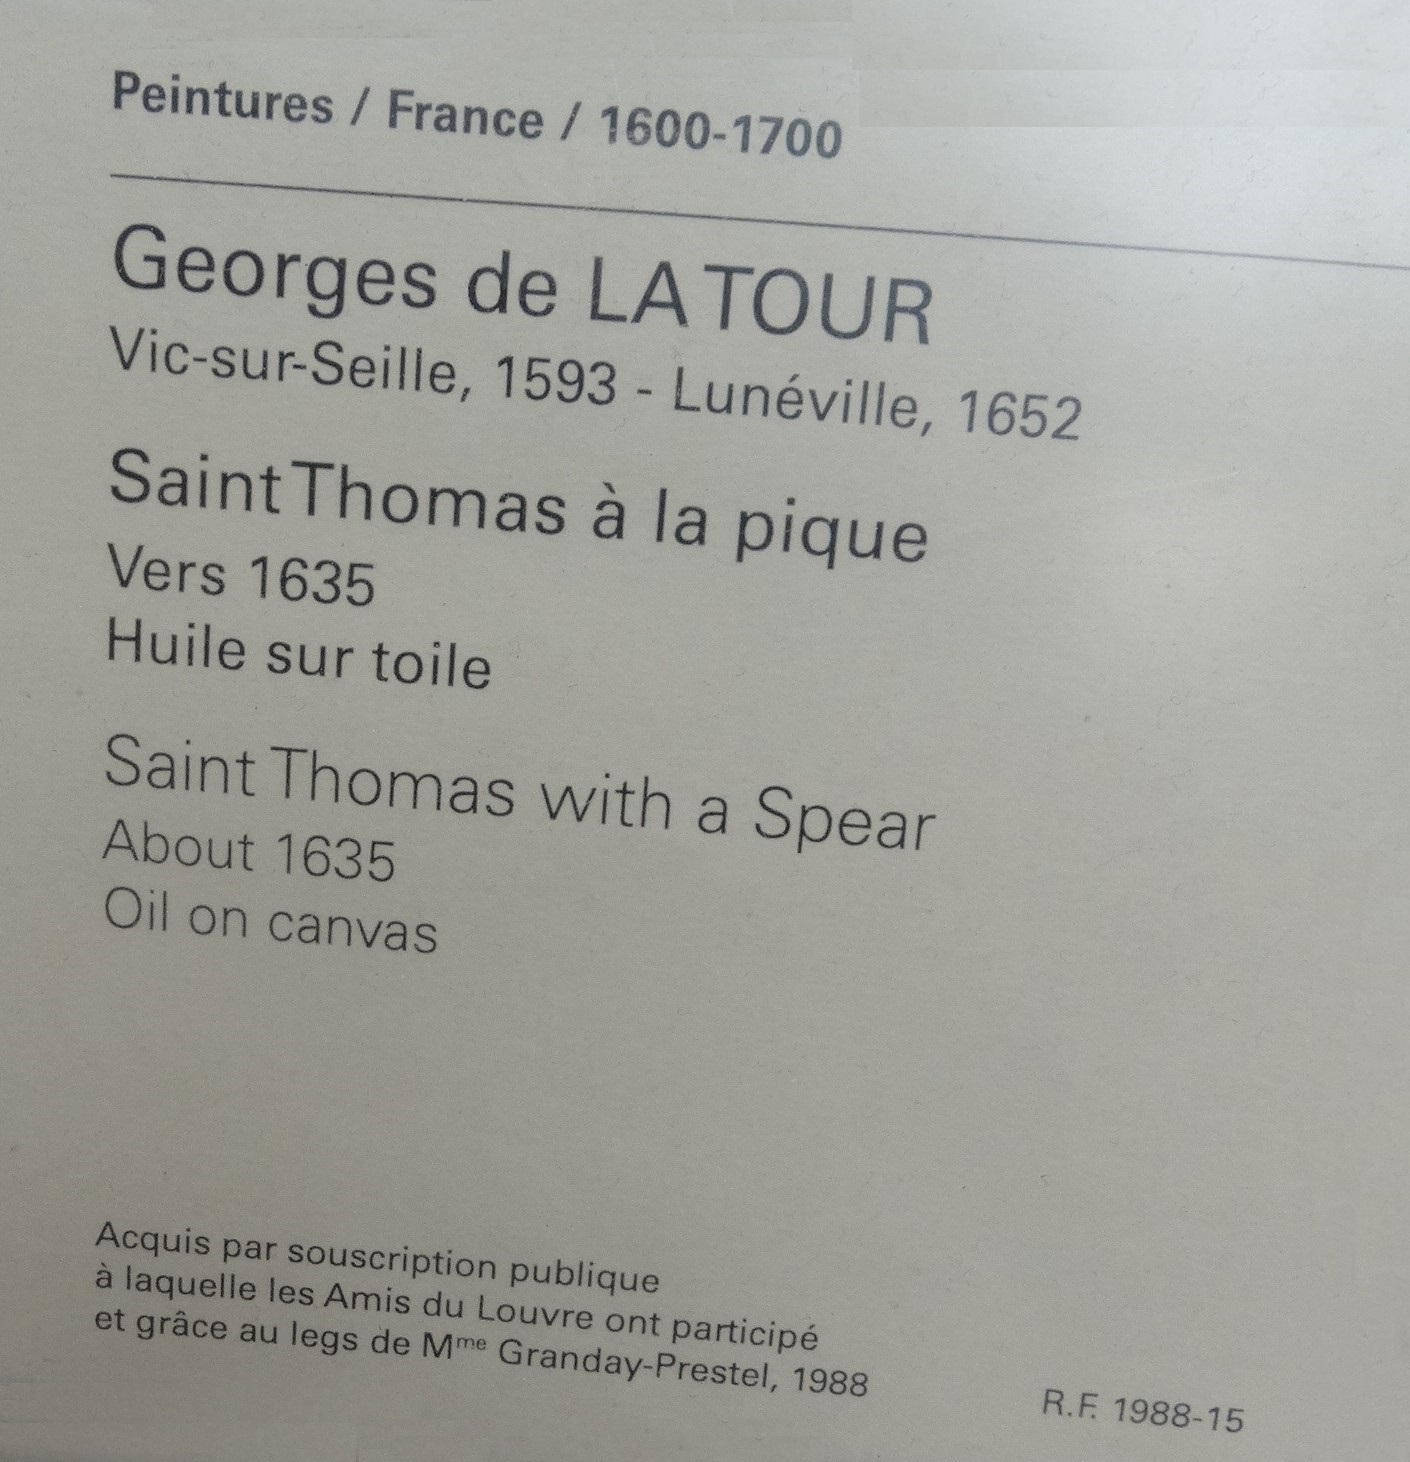 Peintures / France / 1600-1700
Georges de LA TOUR
Vic-sur-Seille, 1593 - Lunéville, 1652
Saint Thomas à la pique
Vers 1635
Huile sur toile
Saint Thomas with a Spear
About 1635
Oil on canvas
Acquis par souscription publique
à laquelle les Amis du Louvre ont participé
et grâce au legs de Mme Granday-Prestel, 1988
R.F. 1988-15